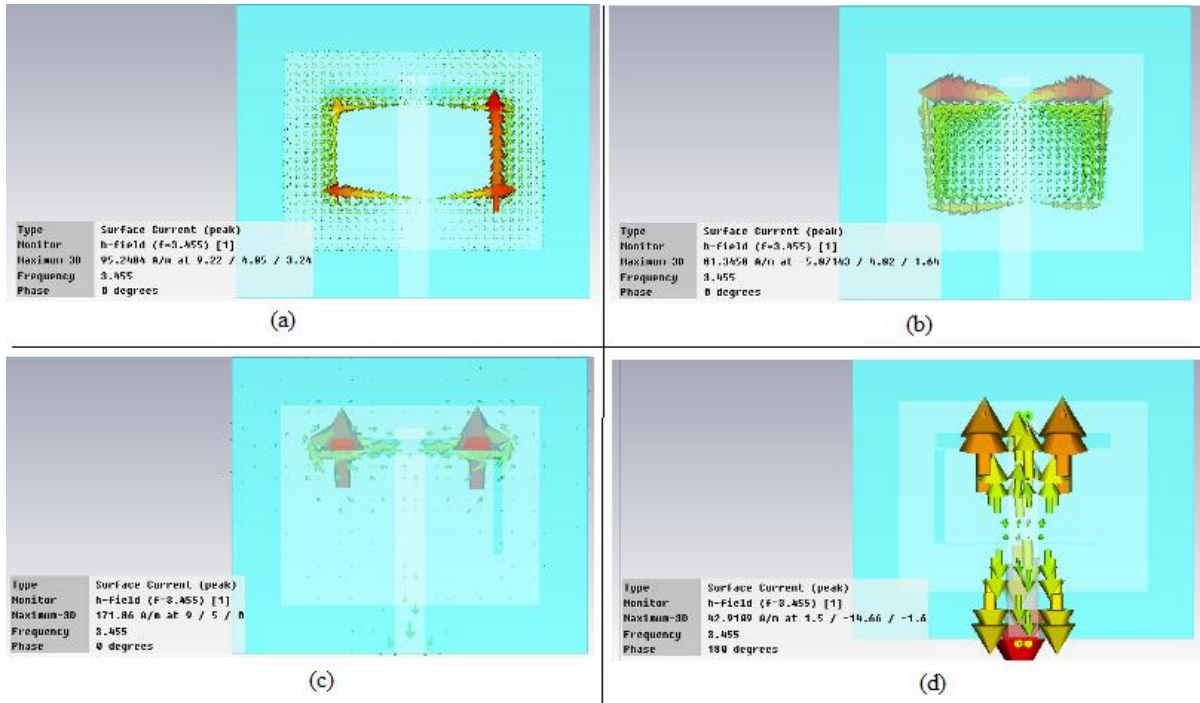 Type Surface Current (peak)
Monitor h-field (f=3.455) [1]
Maximum 3D 95.2404 A/m at 9.22 / 4.05 / 3.24
Frequency 3.455
Phase 0 degrees
(a)
Type Surface Current (peak)
Monitor h-field (f=3.455) [1]
Maximum 3D 81.3450 A/m at -5.07143 / 4.02 / 1.64
Frequency 3.455
Phase 0 degrees
(b)
Type Surface Current (peak)
Monitor h-field (f=3.455) [1]
Maximum-3D 171.86 A/m at 9 / 5 / 0
Frequency 3.455
Phase 0 degrees
(c)
Type Surface Current (peak)
Monitor h-field (f=3.455) [1]
Maximum-3D 42.9189 A/m at 1.5 / -14.66 / -1.6
Frequency 3.455
Phase 180 degrees
(d)